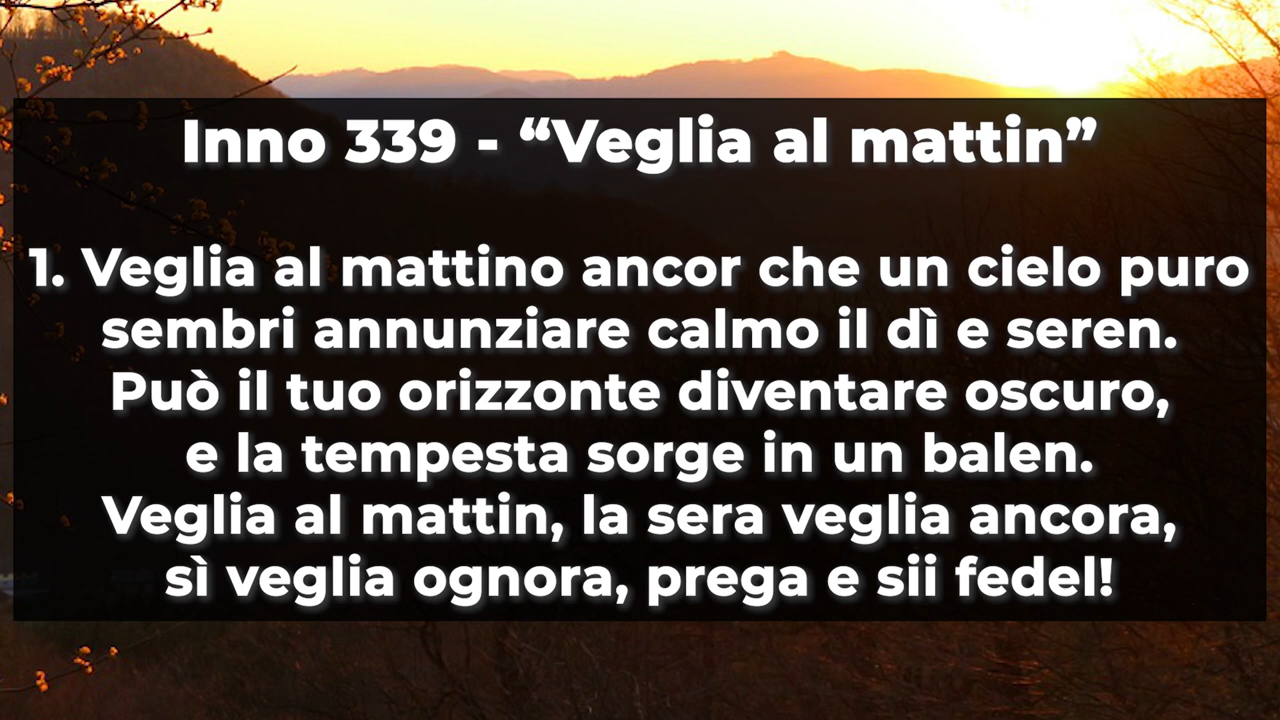 Inno 339 - “Veglia al mattin”
1. Veglia al mattino ancor che un cielo puro
sembri annunziare calmo il dì e seren.
Può il tuo orizzonte diventare oscuro,
e la tempesta sorge in un balen.
Veglia al mattin, la sera veglia ancora,
sì veglia ognora, prega e sii fedel!